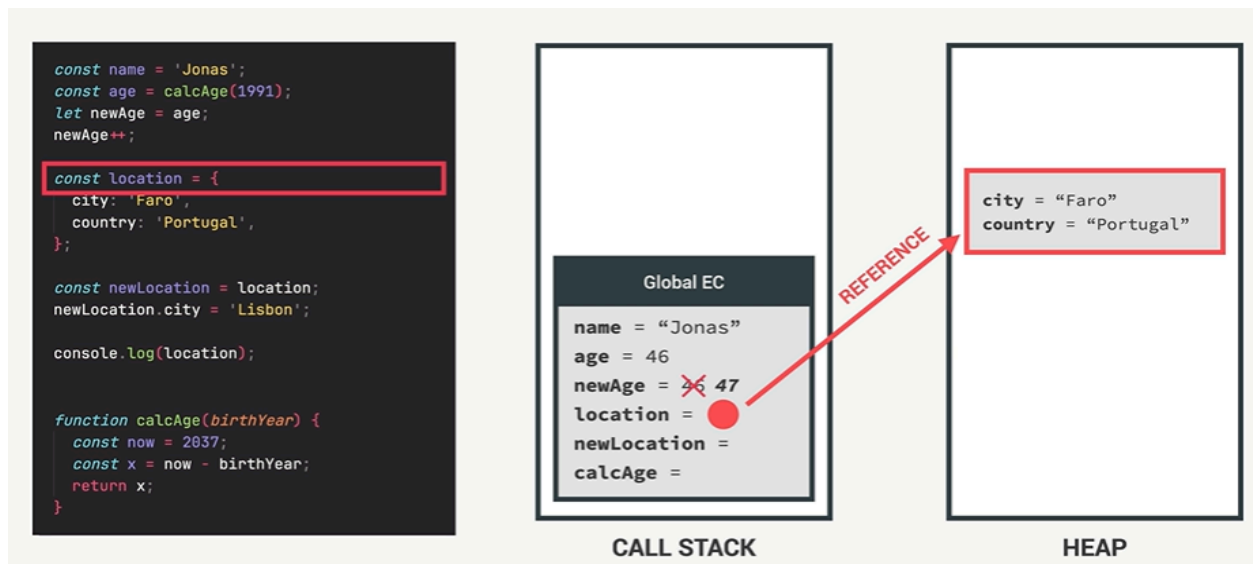 const name = 'Jonas';
const age = calcAge(1991);
let newAge = age;
newAge++;
const location = {
city: 'Faro',
country: 'Portugal',
};
const newLocation = location;
newLocation.city = 'Lisbon';
console.log(location);
function calcAge(birthYear) {
const now = 2037;
const x = now - birthYear;
return x;
}
Global EC
name = “Jonas”
age = 46
newAge = 46 47
location =
newLocation =
calcAge =
CALL STACK
REFERENCE
city = “Faro”
country = “Portugal”
HEAP